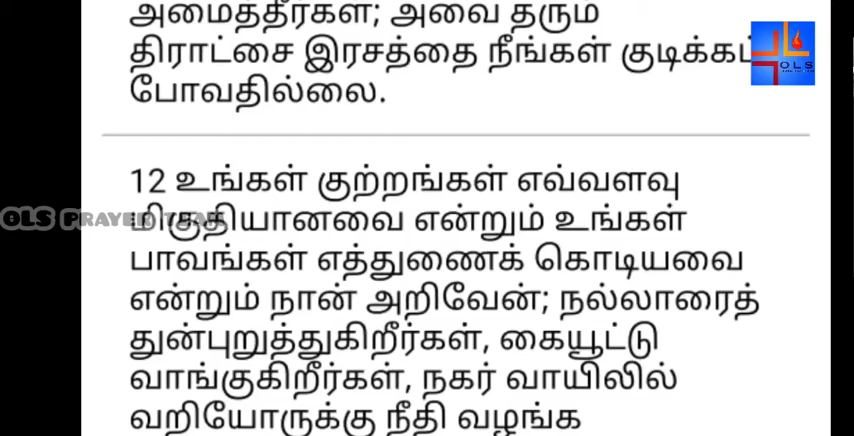 அமைத்தீர்கள்; அவை தரும்
திராட்சை இரசத்தை நீங்கள் குடிக்கப்
போவதில்லை.
OLS
12 உங்கள் குற்றங்கள் எவ்வளவு
மிகுதியானவை என்றும் உங்கள்
OLS PRAYER TEAM
பாவங்கள் எத்துணைக் கொடியவை
என்றும் நான் அறிவேன்; நல்லாரைத்
துன்புறுத்துகிறீர்கள், கையூட்டு
வாங்குகிறீர்கள், நகர் வாயிலில்
வறியோருக்கு நீதி வழங்க